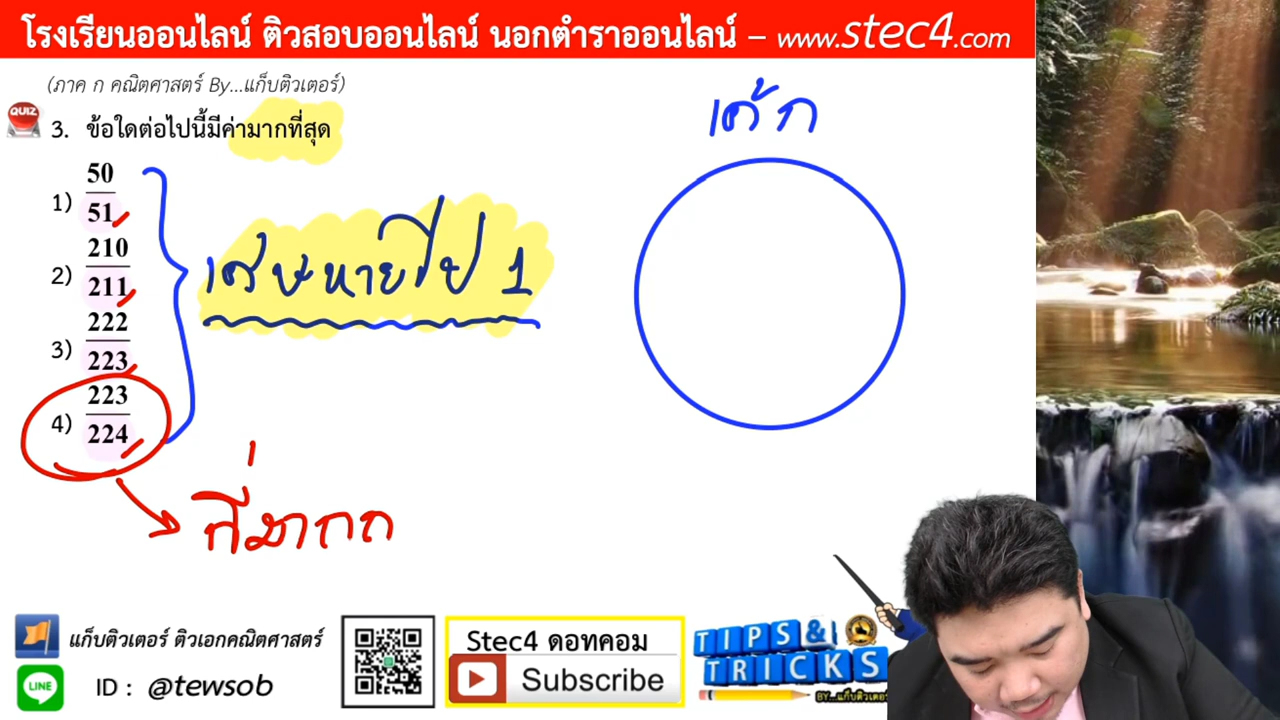 โรงเรียนออนไลน์ ติวสอบออนไลน์ นอกตำราออนไลน์ – www.stec4.com
(ภาค ก คณิตศาสตร์ By...แก็บติวเตอร์)
QUIZ
3. ข้อใดต่อไปนี้มีค่ามากที่สุด
1) 50
51
2) 210
211
3) 222
223
4) 223
224
เศษหายไป 1
เค้ก
แก็บติวเตอร์ ติวเอกคณิตศาสตร์
LINE
ID : @tewsob
Stec4 ดอทคอม
Subscribe
TIPS &
TRICKS